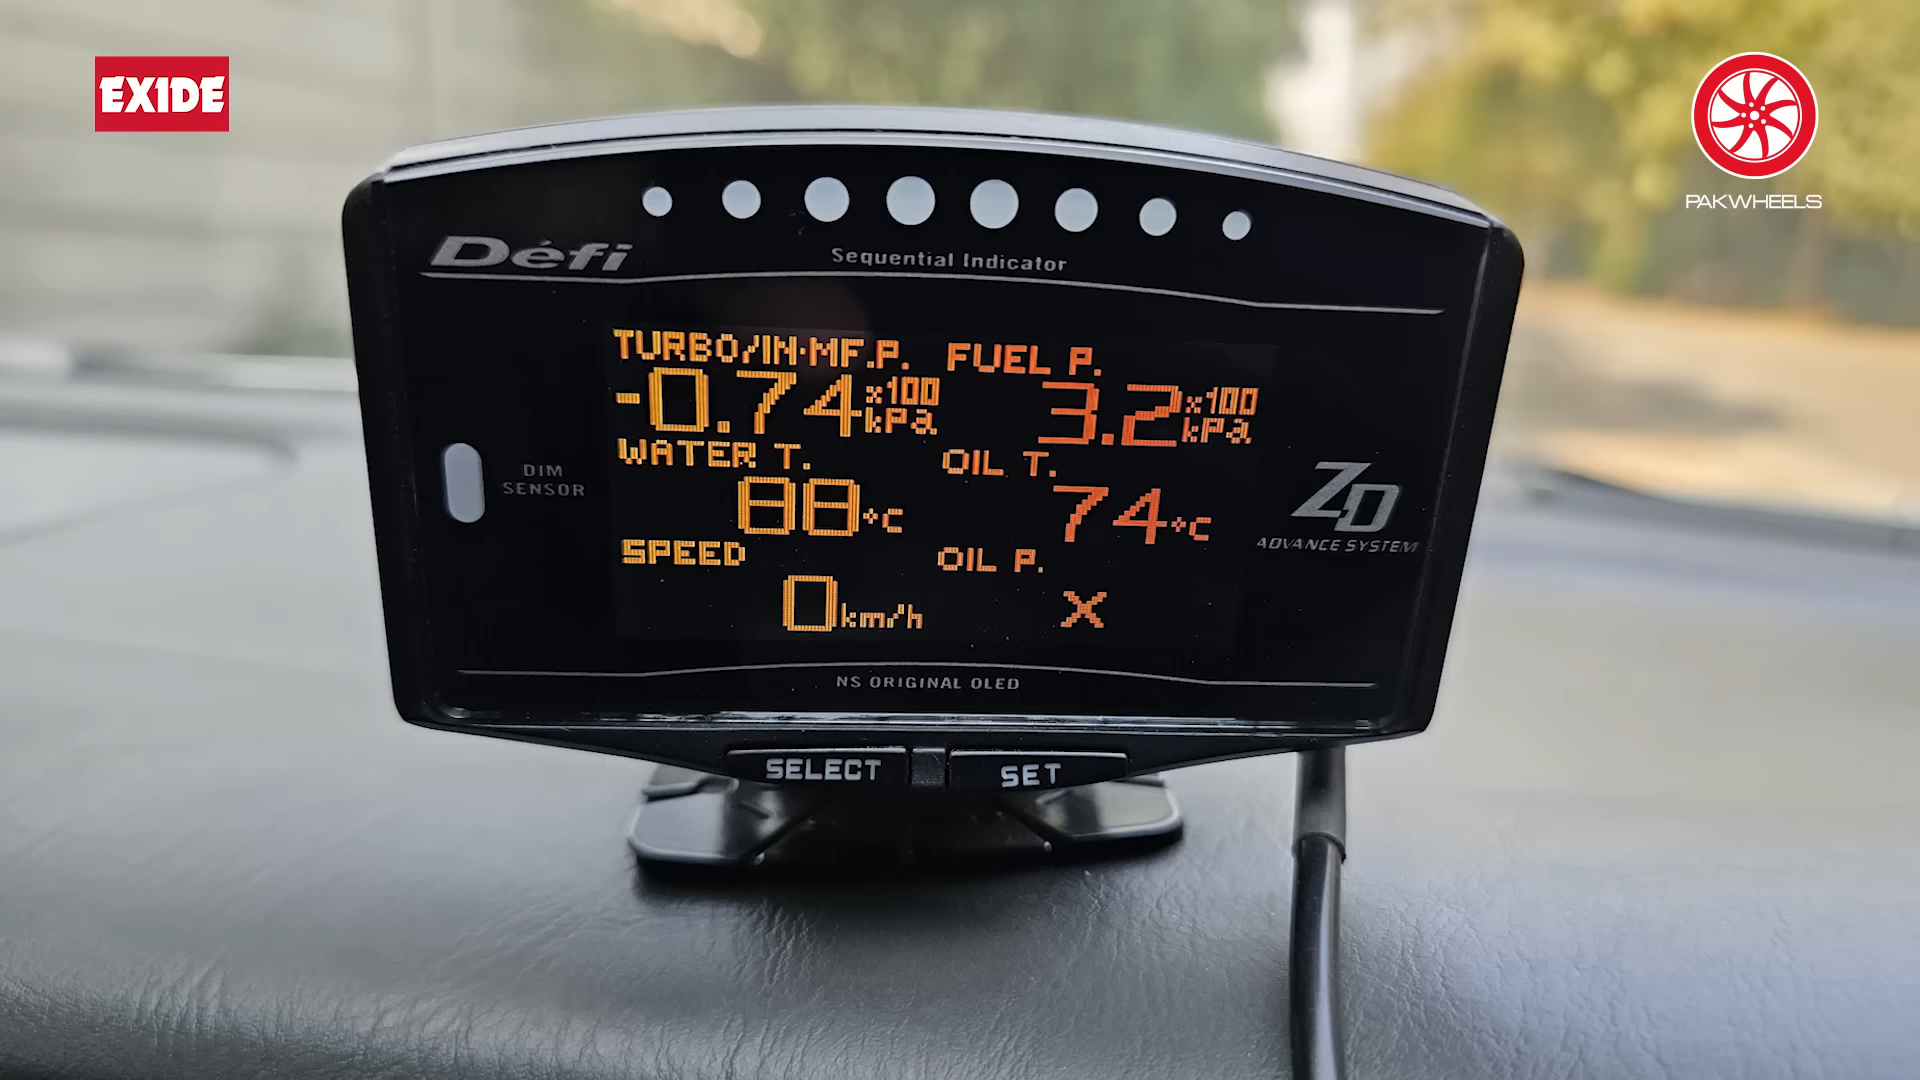 EXIDE
PAKWHEELS
Défi
Sequential Indicator
TURBO/IN·MF.P. FUEL P.
-0.74 x100 kPa 3.2 x100 kPa
WATER T. OIL T.
88 °C 74 °C
SPEED OIL P.
0 km/h X
DIM
SENSOR
ZD
ADVANCE SYSTEM
NS ORIGINAL OLED
SELECT SET